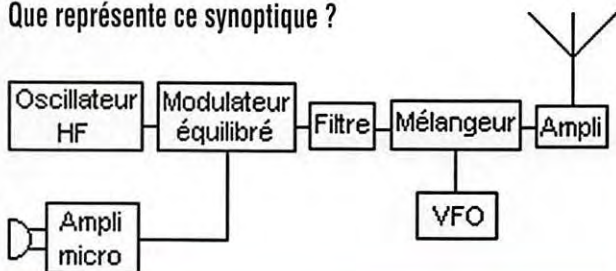 Que représente ce synoptique ?
Oscillateur
HF
Modulateur
équilibré
Filtre
Mélangeur
Ampli
Ampli
micro
VFO